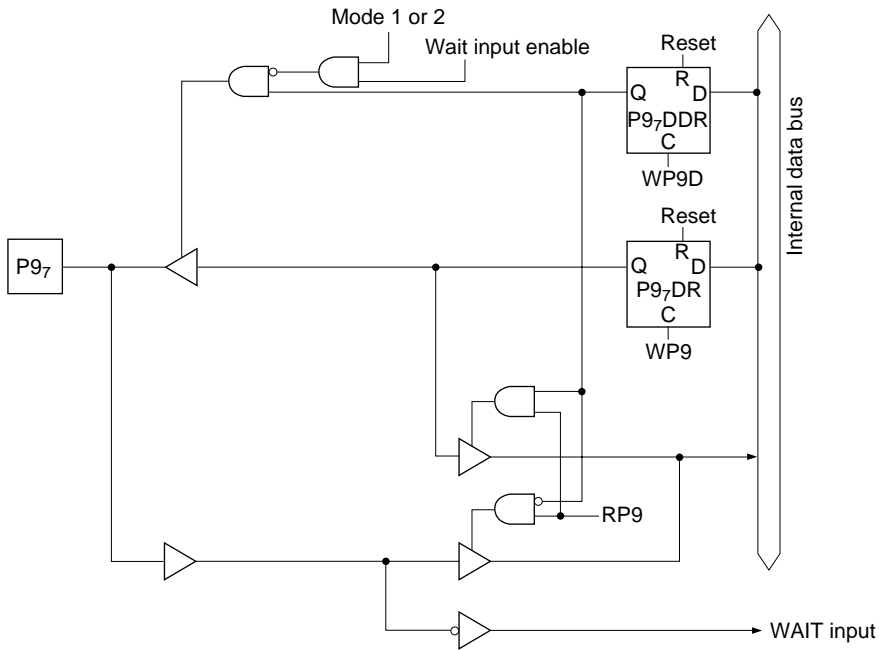 Mode 1 or 2
Wait input enable
Reset
R
Q
D
P9₇DDR
C
WP9D
Internal data bus
Reset
R
Q
D
P9₇DR
C
WP9
P9₇
RP9
WAIT input